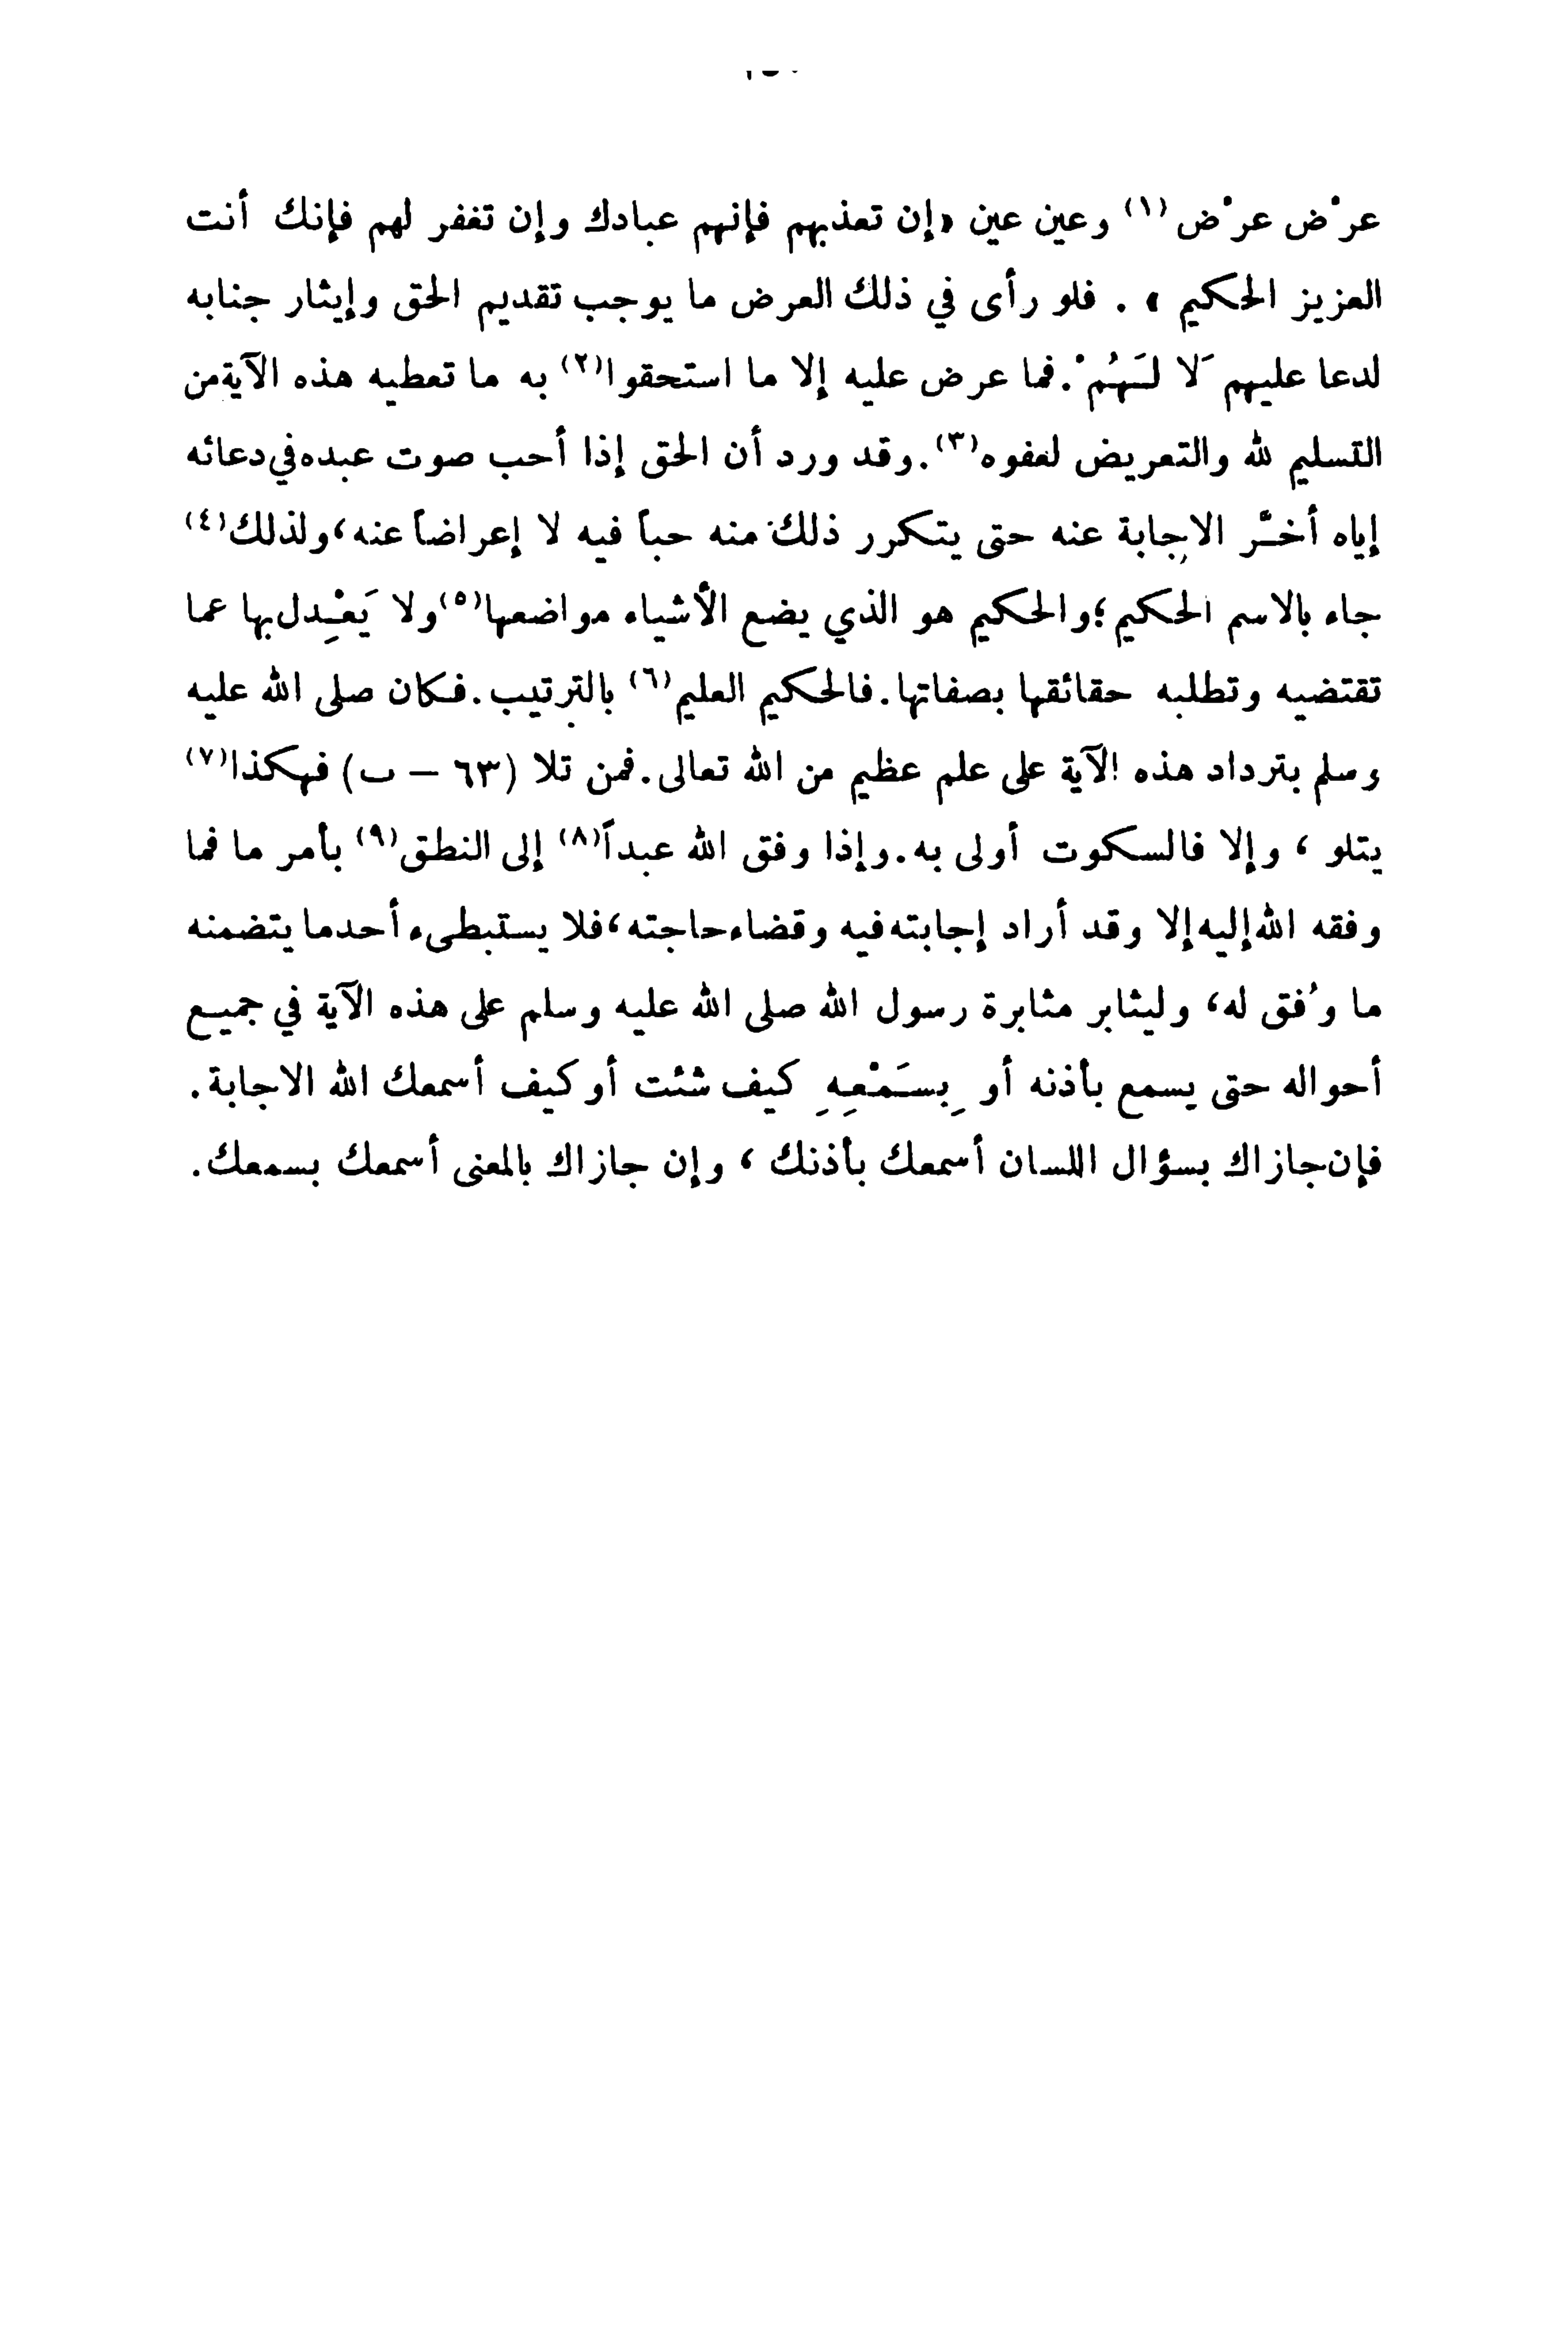 عرْض عرْض (١) وعين عين «إن تعذبهم فإنهم عبادك وإن تغفر لهم فإنك أنت
العزيز الحكيم » . فلو رأى في ذلك العرض ما يوجب تقديم الحق وإيثار جنابه
لدعا عليهم لَا لَـهُمْ .فما عرض عليه إلا ما استحقوا(٢) به ما تعطيه هذه الآية من
التسليم لله والتعريض لعفوه(٣).وقد ورد أن الحق إذا أحب صوت عبده في دعائه
إياه أخَّـر الاجابة عنه حتى يتكرر ذلك منه حباً فيه لا إعراضاً عنه، ولذلك(٤)
جاء بالاسم الحكيم؛ والحكيم هو الذي يضع الأشياء مواضعها(٥) ولا يَعْـدِل بها عما
تقتضيه وتطلبه حقائقها بصفاتها.فالحكيم العليم(٦) بالترتيب.فكان صلى الله عليه
وسلم بترداد هذه الآية على علم عظيم من الله تعالى.فمن تلا (٦٣ – ب) فهكذا(٧)
يتلو ، وإلا فالسكوت أولى به.وإذا وفق الله عبداً(٨) إلى النطق(٩) بأمر ما فما
وفقه الله إليه إلا وقد أراد إجابته فيه وقضاء حاجته، فلا يستبطىء أحد ما يتضمنه
ما وُفق له، وليثابر مثابرة رسول الله صلى الله عليه وسلم على هذه الآية في جميع
أحواله حتى يسمع بأذنه أو بِسَمْعِهِ كيف شئت أو كيف أسمعك الله الاجابة.
فإن جازاك بسؤال اللسان أسمعك بأذنك ، وإن جازاك بالمعنى أسمعك بسمعك.